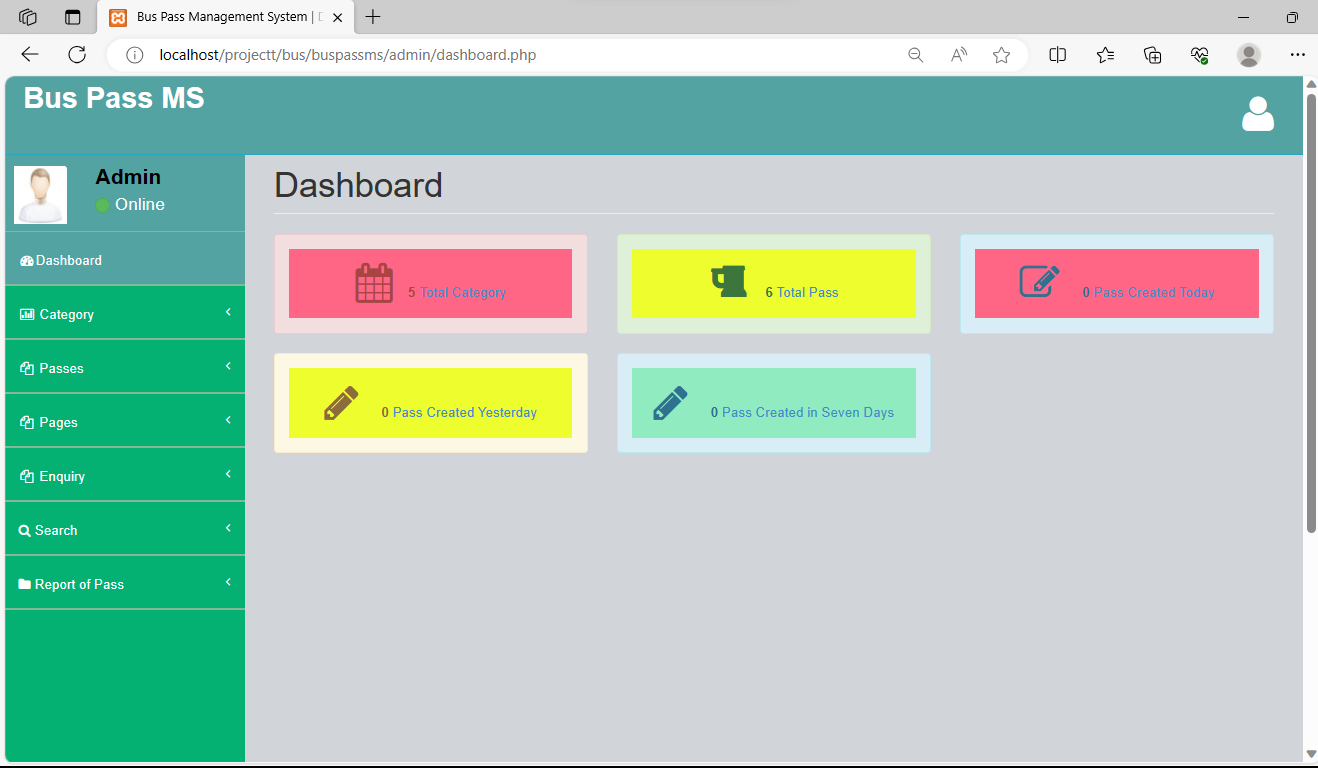 Bus Pass Management System |
localhost/projectt/bus/buspassms/admin/dashboard.php
Bus Pass MS
Admin
Online
Dashboard
Category
Passes
Pages
Enquiry
Search
Report of Pass
Dashboard
5 Total Category
6 Total Pass
0 Pass Created Today
0 Pass Created Yesterday
0 Pass Created in Seven Days